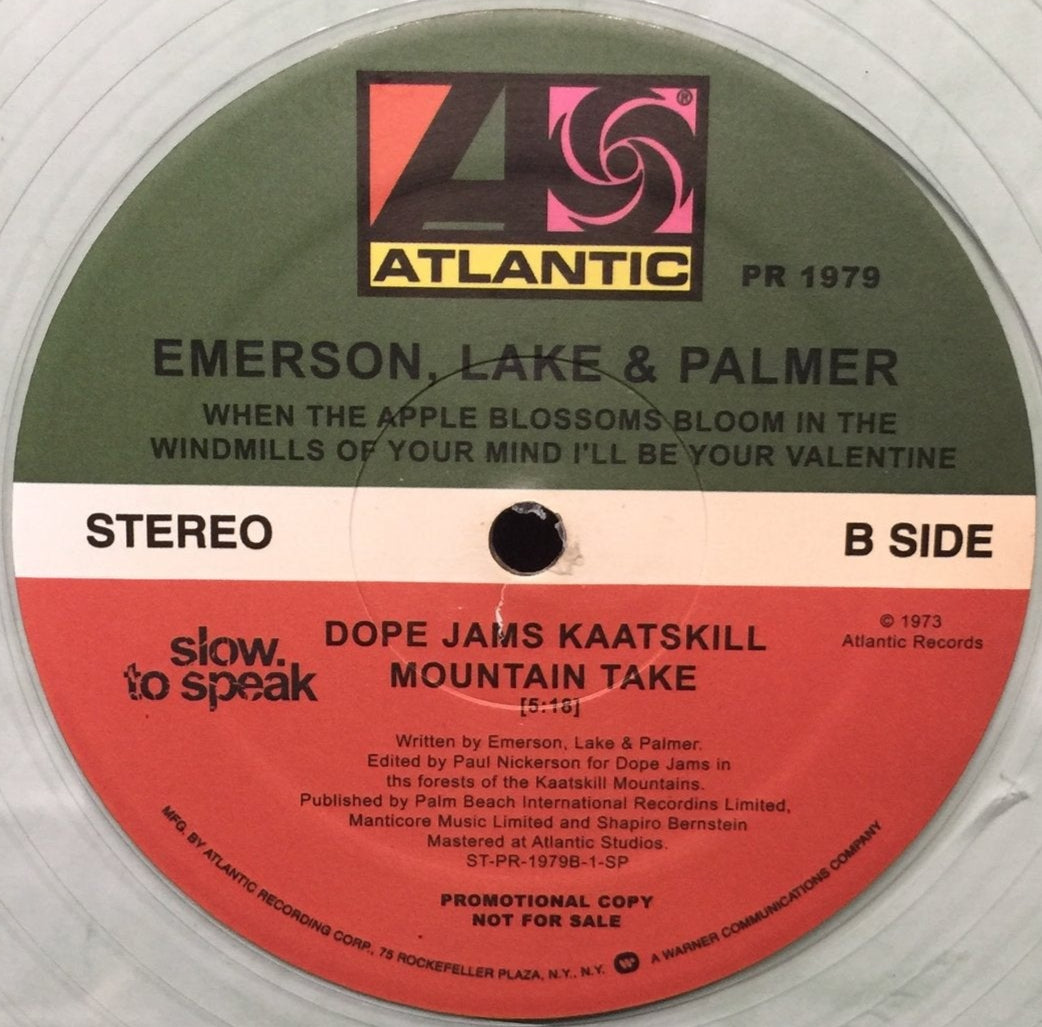 ®
ATLANTIC
PR 1979
EMERSON, LAKE & PALMER
WHEN THE APPLE BLOSSOMS BLOOM IN THE
WINDMILLS OF YOUR MIND I'LL BE YOUR VALENTINE
STEREO
B SIDE
© 1973
Atlantic Records
slow.
to speak
DOPE JAMS KAATSKILL
MOUNTAIN TAKE
[5:18]
Written by Emerson, Lake & Palmer.
Edited by Paul Nickerson for Dope Jams in
ths forests of the Kaatskill Mountains.
Published by Palm Beach International Recordins Limited,
Manticore Music Limited and Shapiro Bernstein
Mastered at Atlantic Studios.
ST-PR-1979B-1-SP
PROMOTIONAL COPY
NOT FOR SALE
MFG. BY ATLANTIC RECORDING CORP., 75 ROCKEFELLER PLAZA, N.Y., N.Y. W A WARNER COMMUNICATIONS COMPANY